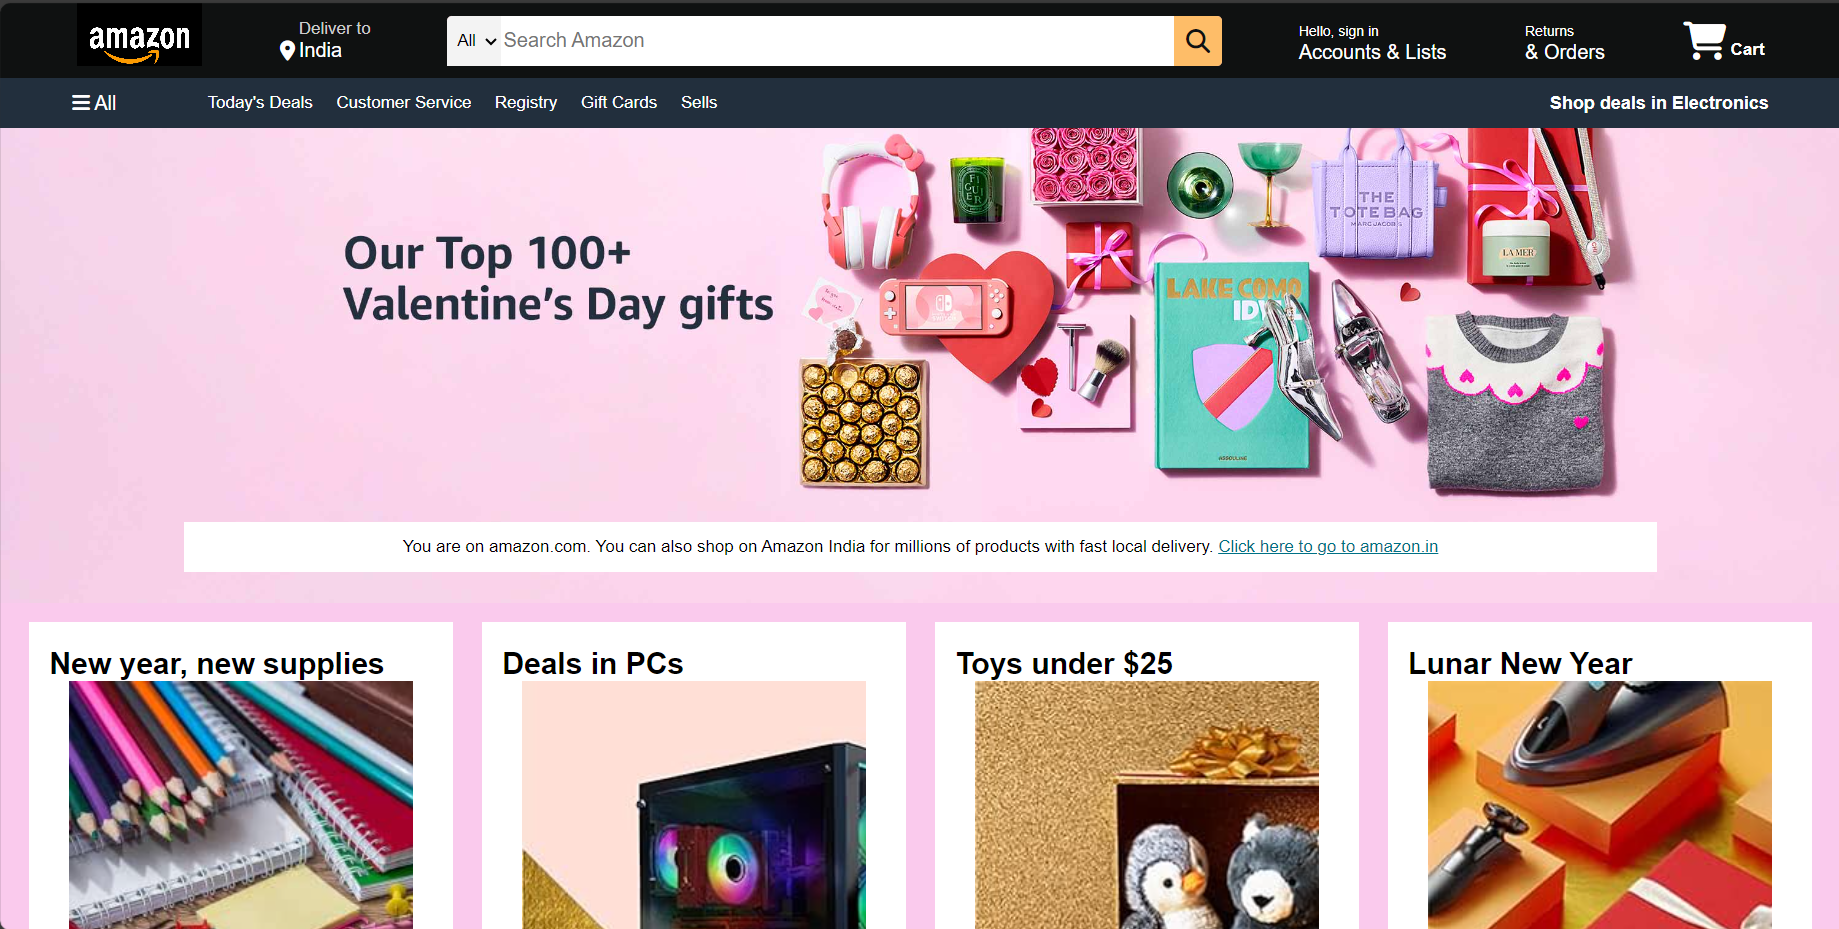 amazon
Deliver to
India
All
Search Amazon
Hello, sign in
Accounts & Lists
Returns
& Orders
Cart
All
Today's Deals
Customer Service
Registry
Gift Cards
Sells
Shop deals in Electronics
Our Top 100+
Valentine’s Day gifts
FIGUIER
THE
TOTE BAG
MARC JACOBS
LA MER
LAKE COMO
ASSOULINE
You are on amazon.com. You can also shop on Amazon India for millions of products with fast local delivery. Click here to go to amazon.in
New year, new supplies
Deals in PCs
Toys under $25
Lunar New Year